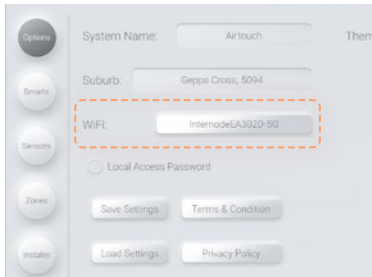 Options
System Name: Airtouch Them
Smarts
Suburb: Gepps Cross, 5094
WiFi: InternodeEA302D-5G
Sensors
Local Access Password
Zones
Save Settings Terms & Condition
Installer
Load Settings Privacy Policy